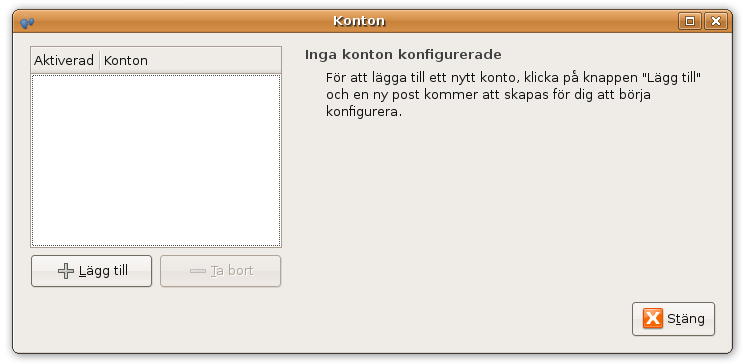 Konton
Aktiverad Konton
Inga konton konfigurerade
För att lägga till ett nytt konto, klicka på knappen "Lägg till"
och en ny post kommer att skapas för dig att börja
konfigurera.
Lägg till
Ta bort
Stäng